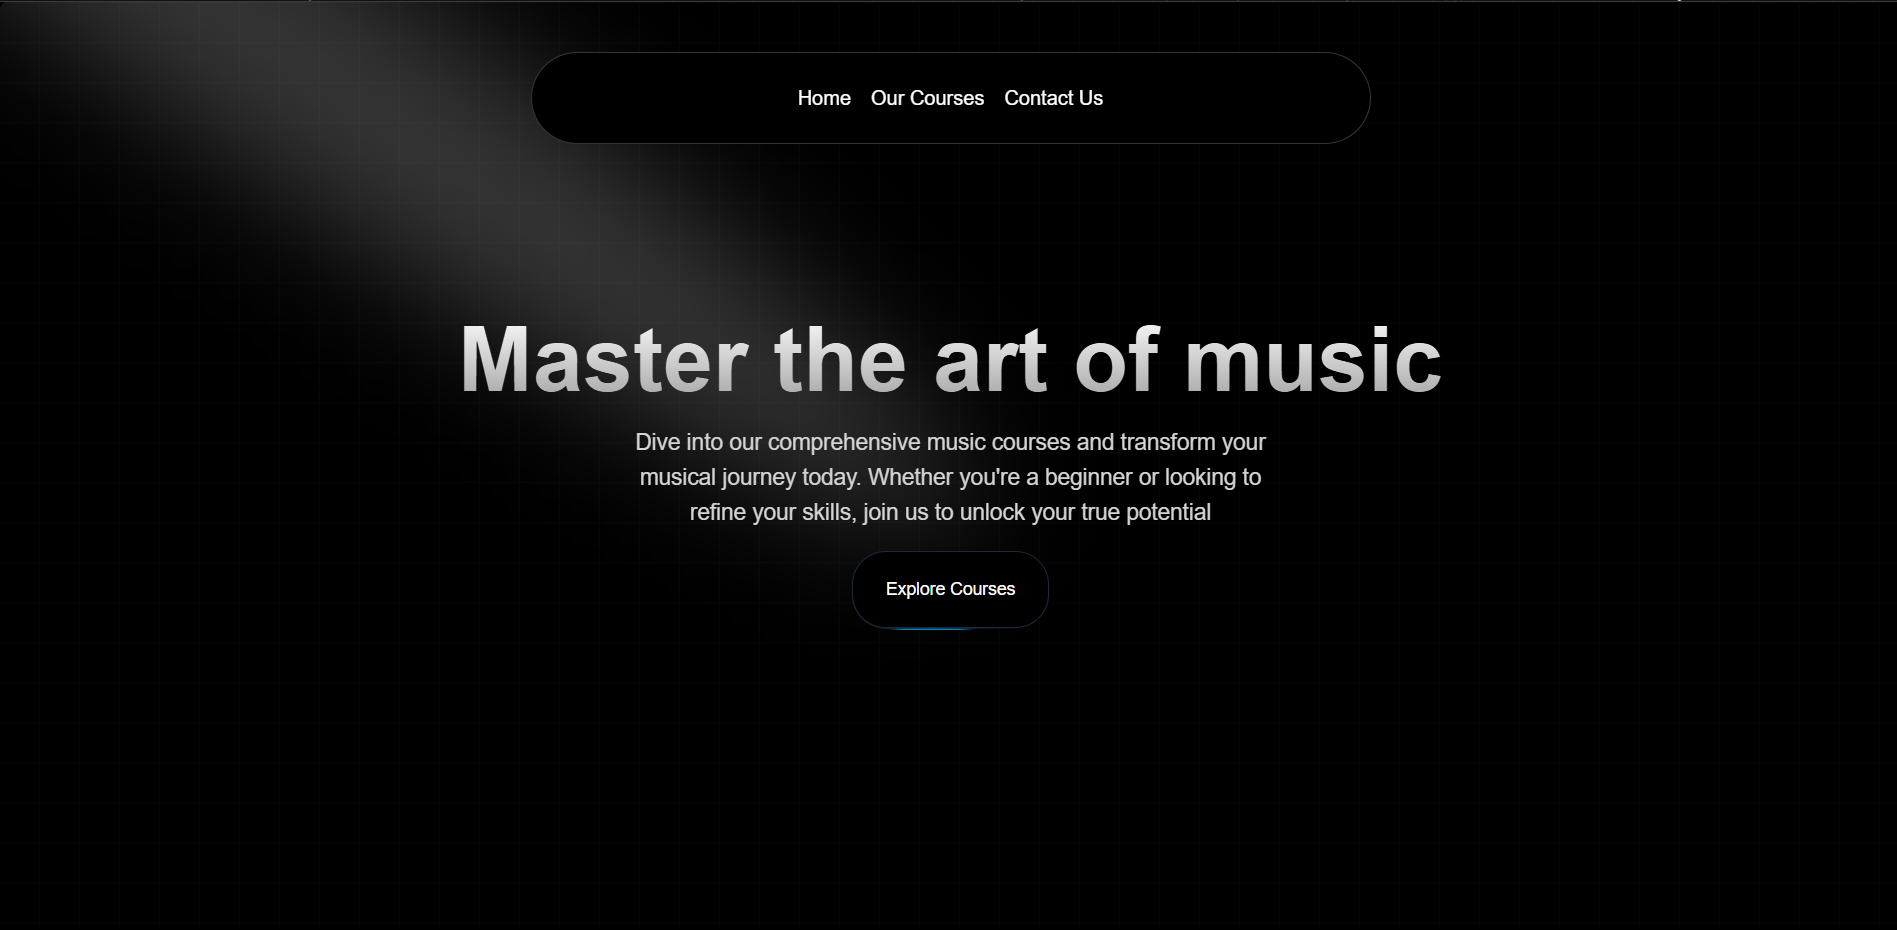 Home Our Courses Contact Us
Master the art of music
Dive into our comprehensive music courses and transform your
musical journey today. Whether you're a beginner or looking to
refine your skills, join us to unlock your true potential
Explore Courses